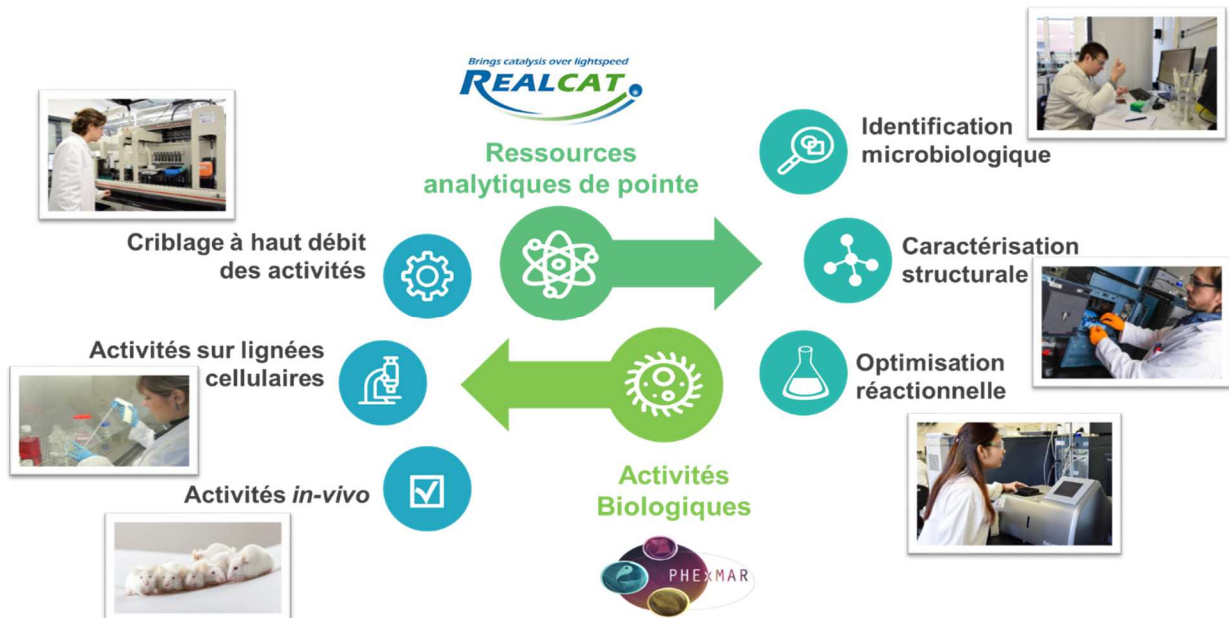 Brings catalysis over lightspeed
REALCAT
Ressources
analytiques de pointe
Identification
microbiologique
Criblage à haut débit
des activités
Caractérisation
structurale
Activités sur lignées
cellulaires
Optimisation
réactionnelle
Activités in-vivo
Activités
Biologiques
PHExMAR